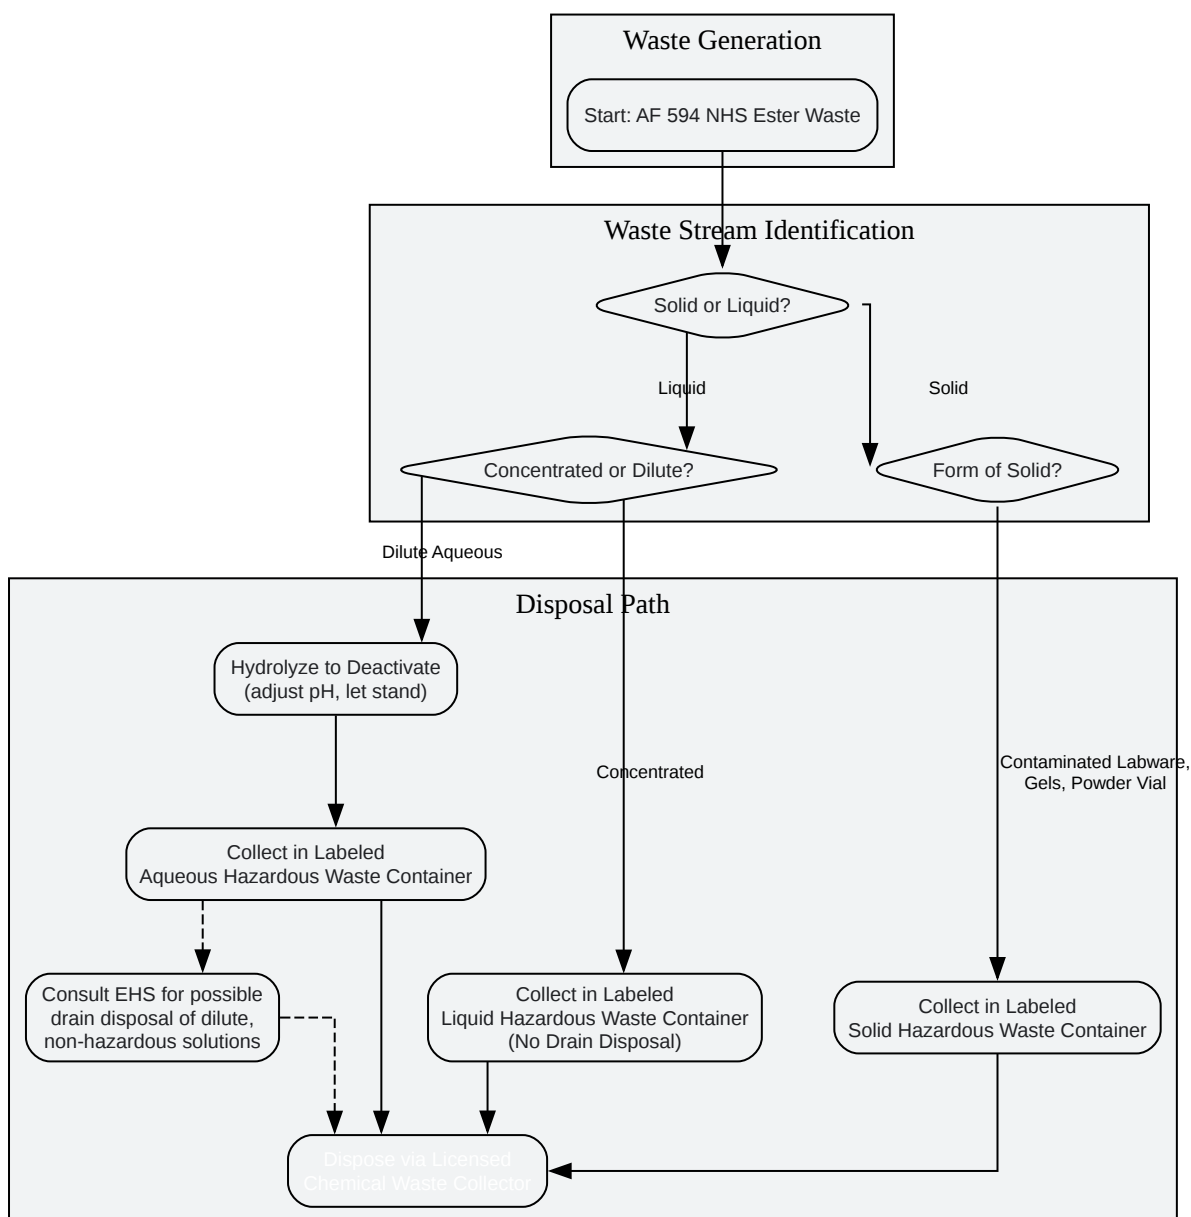 Waste Generation
Start: AF 594 NHS Ester Waste
Waste Stream Identification
Solid or Liquid?
Liquid
Solid
Concentrated or Dilute?
Form of Solid?
Dilute Aqueous
Disposal Path
Hydrolyze to Deactivate
(adjust pH, let stand)
Concentrated
Contaminated Labware,
Gels, Powder Vial
Collect in Labeled
Aqueous Hazardous Waste Container
Consult EHS for possible
drain disposal of dilute,
non-hazardous solutions
Collect in Labeled
Liquid Hazardous Waste Container
(No Drain Disposal)
Collect in Labeled
Solid Hazardous Waste Container
Dispose via Licensed
Chemical Waste Collector